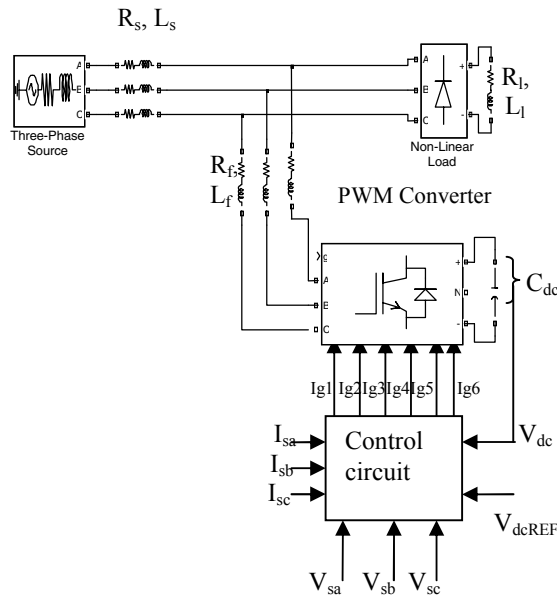 Rs, Ls
A
B
C
A
B
C
+
-
Rl,
Ll
Three-Phase
Source
Non-Linear
Load
Rf,
Lf
PWM Converter
g
A
B
C
+
N
-
Cdc
Ig1 Ig2 Ig3 Ig4 Ig5 Ig6
Isa
Isb
Isc
Control
circuit
Vdc
VdcREF
Vsa Vsb Vsc